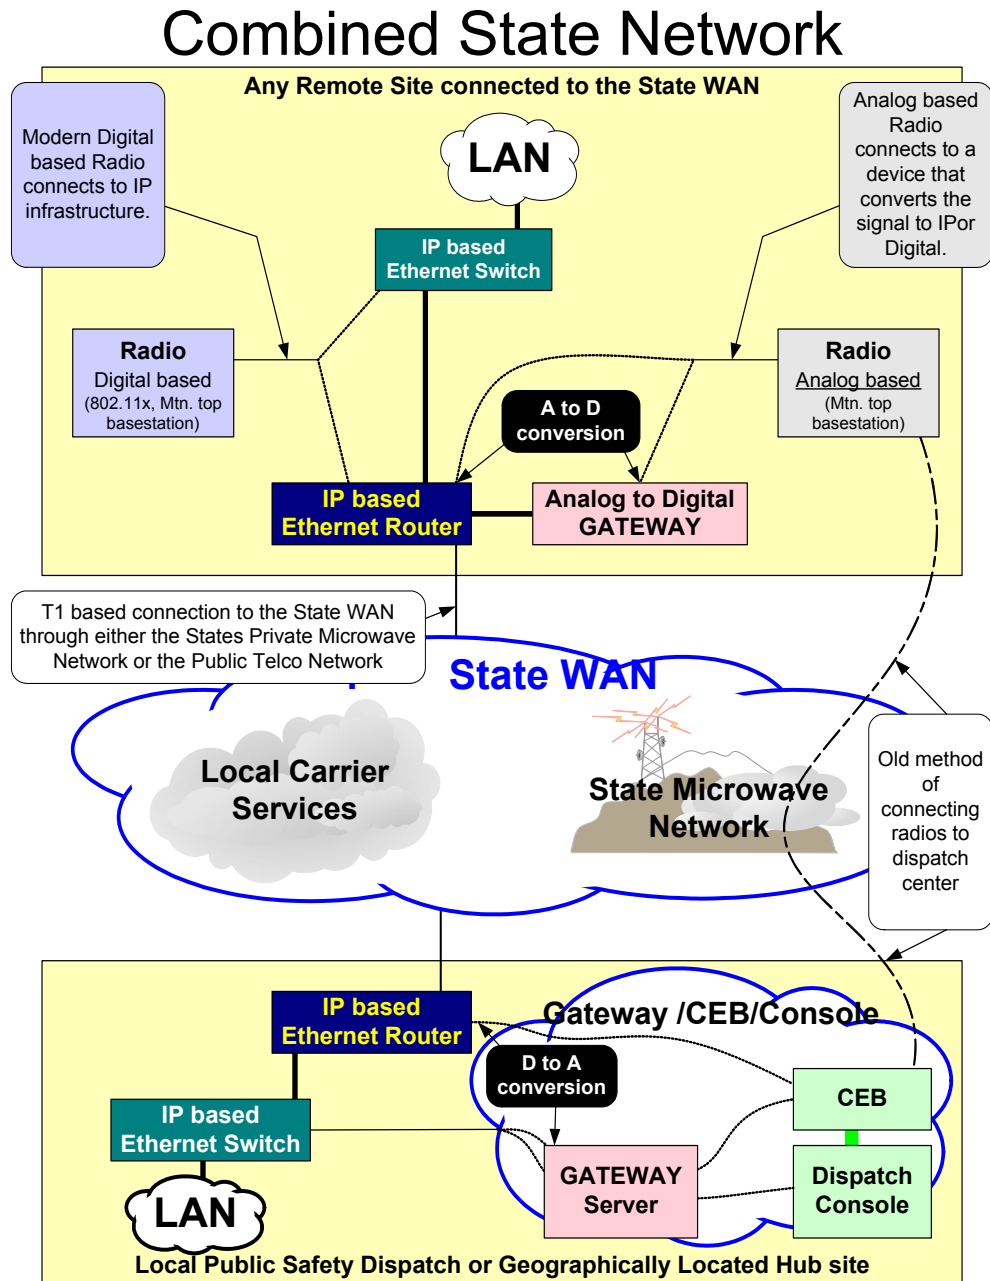 Combined State Network
Any Remote Site connected to the State WAN
Modern Digital
based Radio
connects to IP
infrastructure.
LAN
Analog based
Radio
connects to a
device that
converts the
signal to IPor
Digital.
IP based
Ethernet Switch
Radio
Digital based
(802.11x, Mtn. top
basestation)
A to D
conversion
Radio
Analog based
(Mtn. top
basestation)
IP based
Ethernet Router
Analog to Digital
GATEWAY
T1 based connection to the State WAN
through either the States Private Microwave
Network or the Public Telco Network
State WAN
Local Carrier
Services
State Microwave
Network
Old method
of
connecting
radios to
dispatch
center
IP based
Ethernet Router
Gateway /CEB/Console
D to A
conversion
CEB
IP based
Ethernet Switch
GATEWAY
Server
Dispatch
Console
LAN
Local Public Safety Dispatch or Geographically Located Hub site